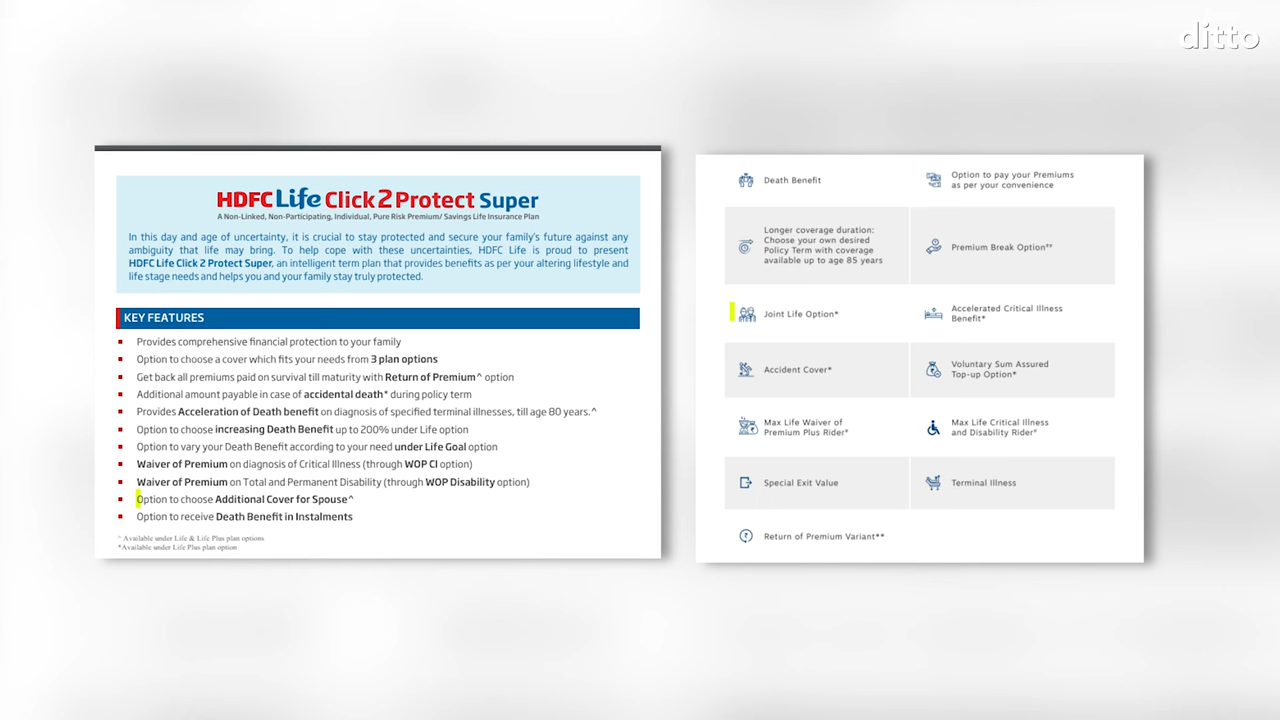 ditto
HDFC Life Click 2 Protect Super
A Non-Linked, Non-Participating, Individual, Pure Risk Premium/ Savings Life Insurance Plan
In this day and age of uncertainty, it is crucial to stay protected and secure your family's future against any
ambiguity that life may bring. To help cope with these uncertainties, HDFC Life is proud to present
HDFC Life Click 2 Protect Super, an intelligent term plan that provides benefits as per your altering lifestyle and
life stage needs and helps you and your family stay truly protected.
KEY FEATURES
Provides comprehensive financial protection to your family
Option to choose a cover which fits your needs from 3 plan options
Get back all premiums paid on survival till maturity with Return of Premium^ option
Additional amount payable in case of accidental death* during policy term
Provides Acceleration of Death benefit on diagnosis of specified terminal illnesses, till age 80 years.^
Option to choose increasing Death Benefit up to 200% under Life option
Option to vary your Death Benefit according to your need under Life Goal option
Waiver of Premium on diagnosis of Critical Illness (through WOP CI option)
Waiver of Premium on Total and Permanent Disability (through WOP Disability option)
Option to choose Additional Cover for Spouse^
Option to receive Death Benefit in Instalments
^ Available under Life & Life Plus plan options
*Available under Life Plus plan option
Death Benefit
Option to pay your Premiums
as per your convenience
Longer coverage duration:
Choose your own desired
Policy Term with coverage
available up to age 85 years
Premium Break Option^^
Joint Life Option*
Accelerated Critical Illness
Benefit*
Accident Cover*
Voluntary Sum Assured
Top-up Option*
Max Life Waiver of
Premium Plus Rider#
Max Life Critical Illness
and Disability Rider#
Special Exit Value
Terminal Illness
Return of Premium Variant**